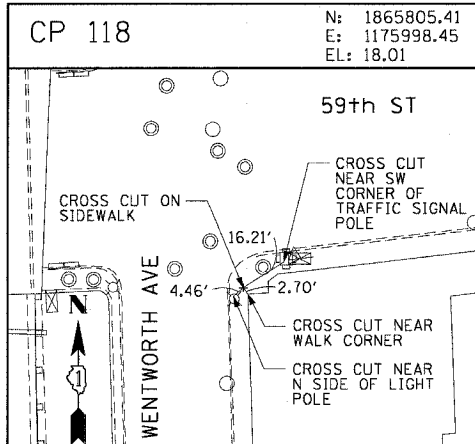 CP 118
N: 1865805.41
E: 1175998.45
EL: 18.01
59th ST
CROSS CUT
NEAR SW
CORNER OF
TRAFFIC SIGNAL
POLE
CROSS CUT ON
SIDEWALK
16.21'
4.46'
2.70'
WENTWORTH AVE
CROSS CUT NEAR
WALK CORNER
CROSS CUT NEAR
N SIDE OF LIGHT
POLE
N
1